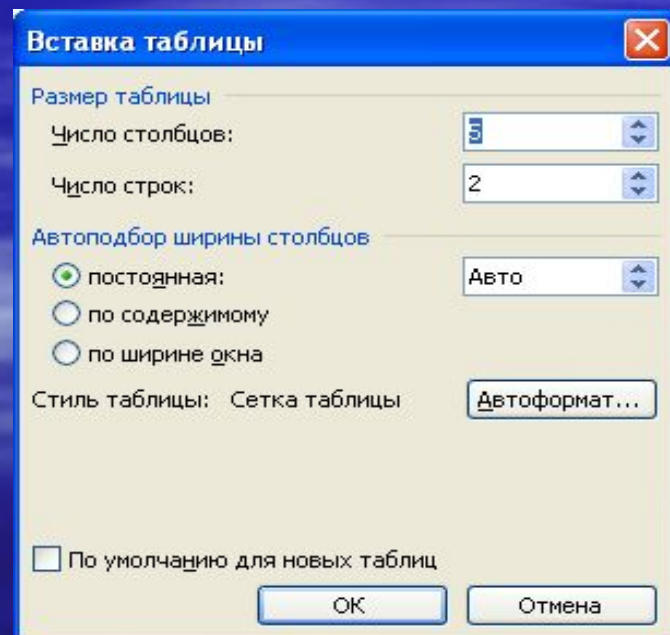 Вставка таблицы
Размер таблицы
Число столбцов: 5
Число строк: 2
Автоподбор ширины столбцов
постоянная: Авто
по содержимому
по ширине окна
Стиль таблицы: Сетка таблицы Автоформат...
По умолчанию для новых таблиц
ОК Отмена